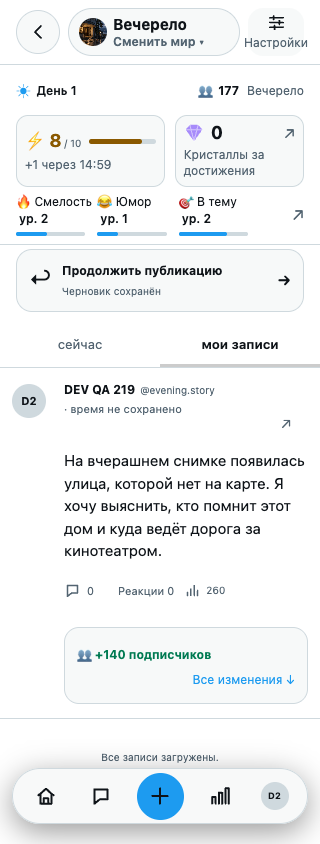 Вечерело
Сменить мир ▾
Настройки
День 1
177 Вечерело
8 / 10
+1 через 14:59
0
Кристаллы за
достижения
Смелость
ур. 2
Юмор
ур. 1
В тему
ур. 2
Продолжить публикацию
Черновик сохранён
сейчас
мои записи
D2
DEV QA 219 @evening.story
· время не сохранено
На вчерашнем снимке появилась
улица, которой нет на карте. Я
хочу выяснить, кто помнит этот
дом и куда ведёт дорога за
кинотеатром.
0 Реакции 0 260
+140 подписчиков
Все изменения ↓
Все записи загружены.
D2